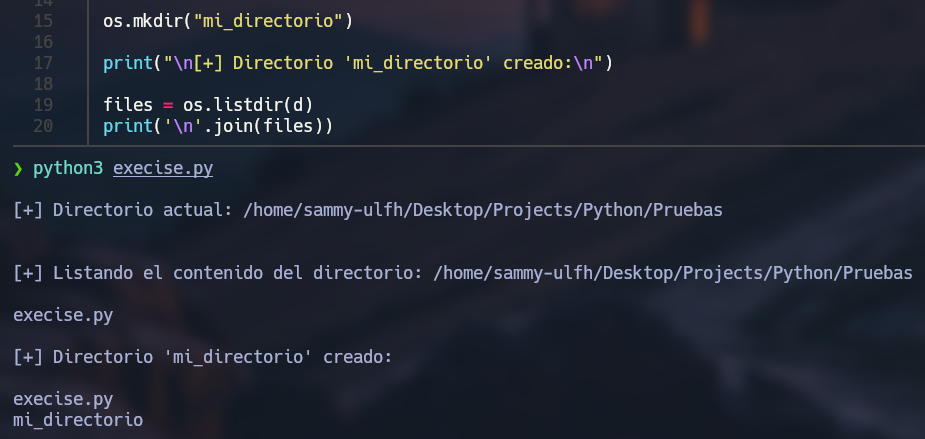 14
15 os.mkdir("mi_directorio")
16
17 print("\n[+] Directorio 'mi_directorio' creado:\n")
18
19 files = os.listdir(d)
20 print('\n'.join(files))
❯ python3 execise.py
[+] Directorio actual: /home/sammy-ulfh/Desktop/Projects/Python/Pruebas
[+] Listando el contenido del directorio: /home/sammy-ulfh/Desktop/Projects/Python/Pruebas
execise.py
[+] Directorio 'mi_directorio' creado:
execise.py
mi_directorio